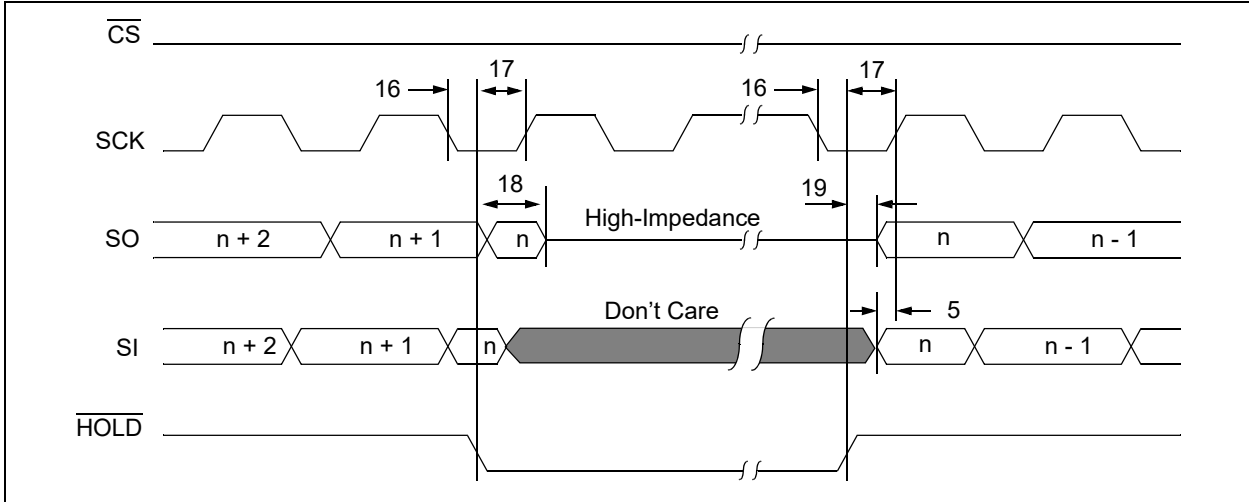 CS
17
17
16
16
SCK
18
19
High-Impedance
SO
n + 2
n + 1
n
n
n - 1
Don't Care
5
SI
n + 2
n + 1
n
n
n - 1
HOLD